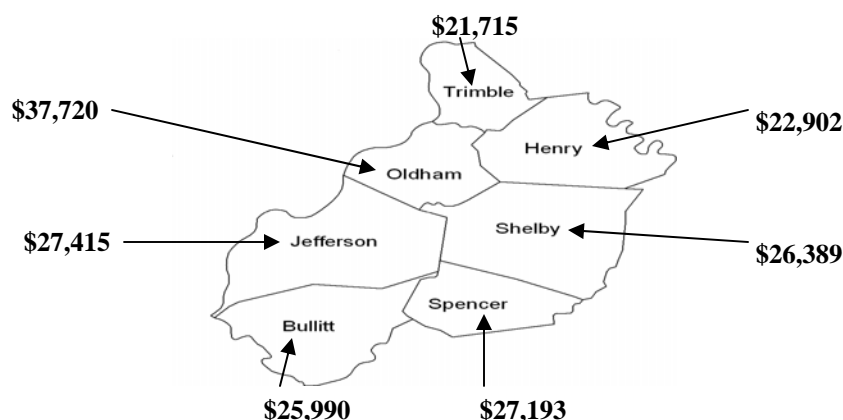 $21,715
Trimble
$37,720
$22,902
Henry
Oldham
Shelby
Jefferson
$27,415
$26,389
Spencer
Bullitt
$25,990
$27,193